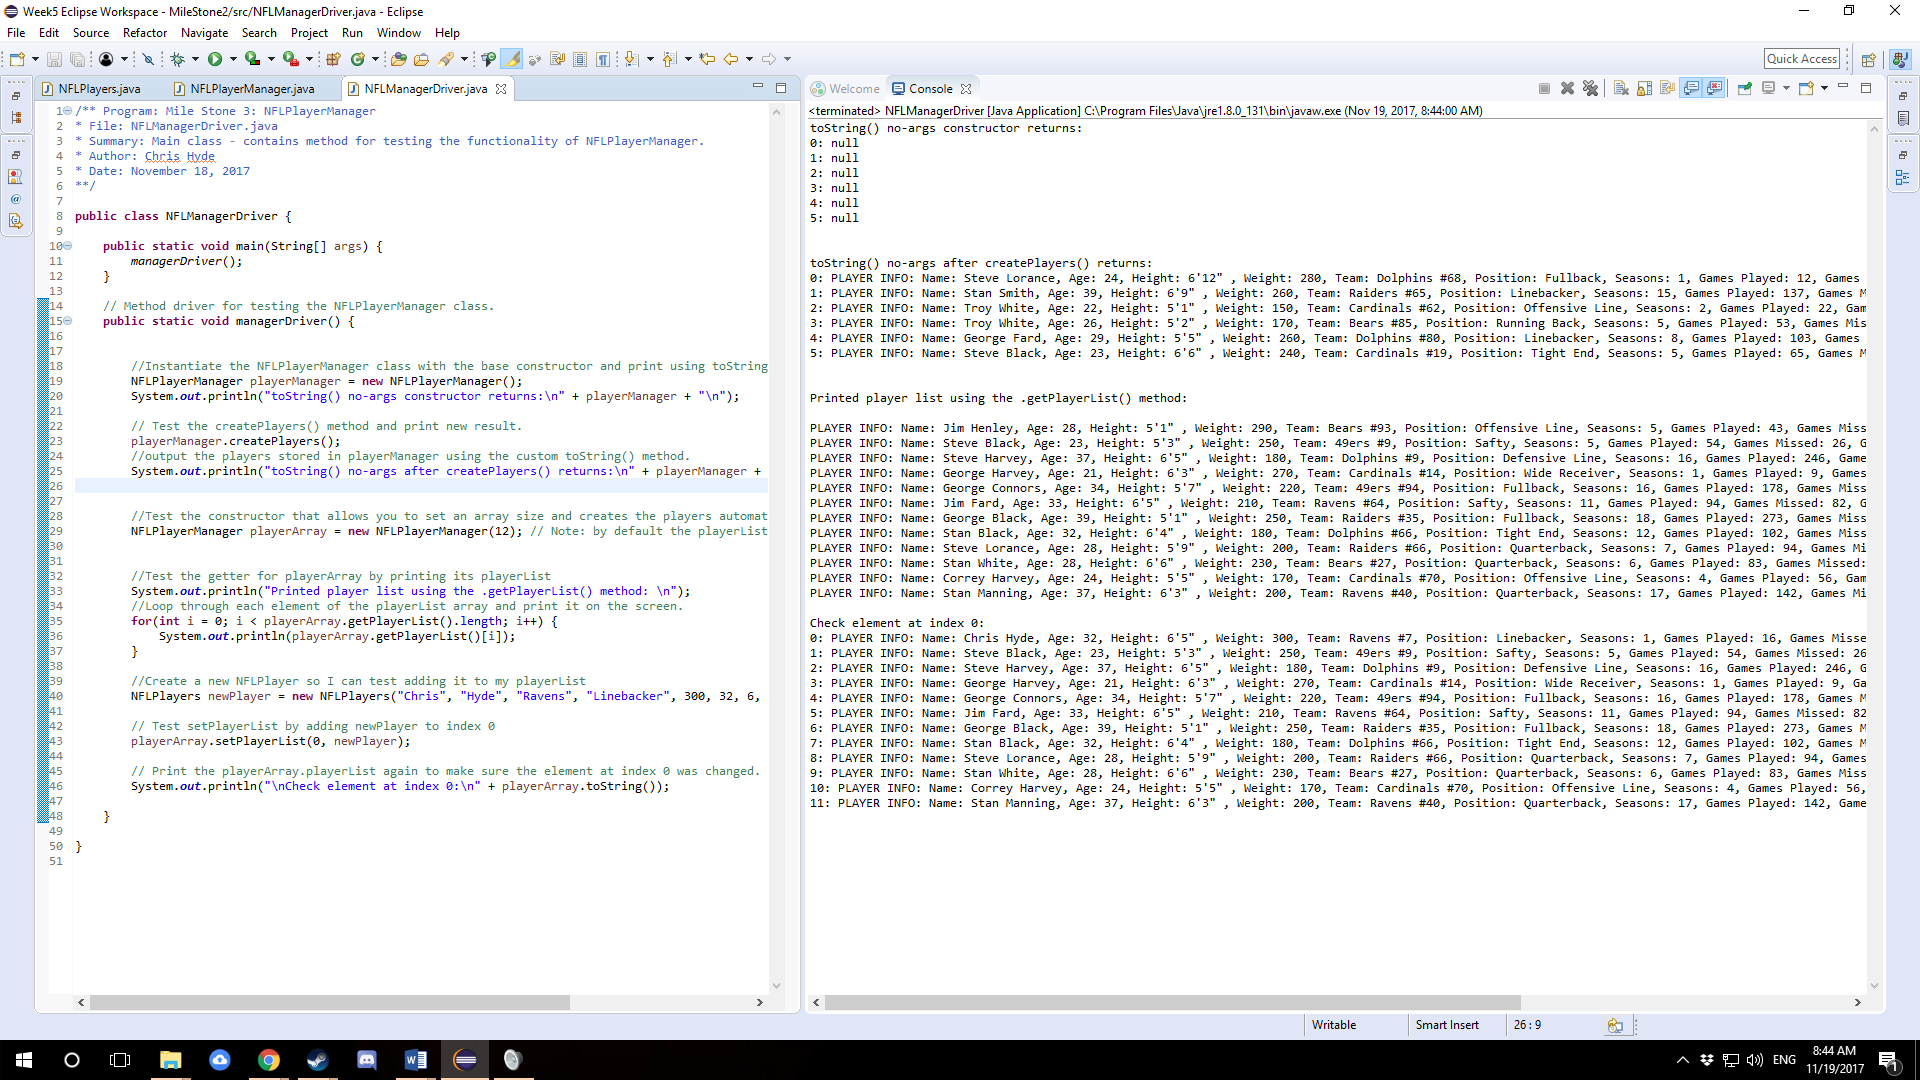 Week5 Eclipse Workspace - MileStone2/src/NFLManagerDriver.java - Eclipse
File Edit Source Refactor Navigate Search Project Run Window Help
Quick Access
NFLPlayers.java NFLPlayerManager.java NFLManagerDriver.java
1 /** Program: Mile Stone 3: NFLPlayerManager
2 * File: NFLManagerDriver.java
3 * Summary: Main class - contains method for testing the functionality of NFLPlayerManager.
4 * Author: Chris Hyde
5 * Date: November 18, 2017
6 **/
7
8 public class NFLManagerDriver {
9
10 public static void main(String[] args) {
11 managerDriver();
12 }
13
14 // Method driver for testing the NFLPlayerManager class.
15 public static void managerDriver() {
16
17
18 //Instantiate the NFLPlayerManager class with the base constructor and print using toString
19 NFLPlayerManager playerManager = new NFLPlayerManager();
20 System.out.println("toString() no-args constructor returns:\n" + playerManager + "\n");
21
22 // Test the createPlayers() method and print new result.
23 playerManager.createPlayers();
24 //output the players stored in playerManager using the custom toString() method.
25 System.out.println("toString() no-args after createPlayers() returns:\n" + playerManager +
26
27
28 //Test the constructor that allows you to set an array size and creates the players automat
29 NFLPlayerManager playerArray = new NFLPlayerManager(12); // Note: by default the playerList
30
31
32 //Test the getter for playerArray by printing its playerList
33 System.out.println("Printed player list using the .getPlayerList() method: \n");
34 //Loop through each element of the playerList array and print it on the screen.
35 for(int i = 0; i < playerArray.getPlayerList().length; i++) {
36 System.out.println(playerArray.getPlayerList()[i]);
37 }
38
39 //Create a new NFLPlayer so I can test adding it to my playerList
40 NFLPlayers newPlayer = new NFLPlayers("Chris", "Hyde", "Ravens", "Linebacker", 300, 32, 6,
41
42 // Test setPlayerList by adding newPlayer to index 0
43 playerArray.setPlayerList(0, newPlayer);
44
45 // Print the playerArray.playerList again to make sure the element at index 0 was changed.
46 System.out.println("\nCheck element at index 0:\n" + playerArray.toString());
47
48 }
49
50 }
51
Welcome Console
<terminated> NFLManagerDriver [Java Application] C:\Program Files\Java\jre1.8.0_131\bin\javaw.exe (Nov 19, 2017, 8:44:00 AM)
toString() no-args constructor returns:
0: null
1: null
2: null
3: null
4: null
5: null
toString() no-args after createPlayers() returns:
0: PLAYER INFO: Name: Steve Lorance, Age: 24, Height: 6'12" , Weight: 280, Team: Dolphins #68, Position: Fullback, Seasons: 1, Games Played: 12, Games
1: PLAYER INFO: Name: Stan Smith, Age: 39, Height: 6'9" , Weight: 260, Team: Raiders #65, Position: Linebacker, Seasons: 15, Games Played: 137, Games M
2: PLAYER INFO: Name: Troy White, Age: 22, Height: 5'1" , Weight: 150, Team: Cardinals #62, Position: Offensive Line, Seasons: 2, Games Played: 22, Gam
3: PLAYER INFO: Name: Troy White, Age: 26, Height: 5'2" , Weight: 170, Team: Bears #85, Position: Running Back, Seasons: 5, Games Played: 53, Games Mis
4: PLAYER INFO: Name: George Fard, Age: 29, Height: 5'5" , Weight: 260, Team: Dolphins #80, Position: Linebacker, Seasons: 8, Games Played: 103, Games
5: PLAYER INFO: Name: Steve Black, Age: 23, Height: 6'6" , Weight: 240, Team: Cardinals #19, Position: Tight End, Seasons: 5, Games Played: 65, Games M
Printed player list using the .getPlayerList() method:
PLAYER INFO: Name: Jim Henley, Age: 28, Height: 5'1" , Weight: 290, Team: Bears #93, Position: Offensive Line, Seasons: 5, Games Played: 43, Games Miss
PLAYER INFO: Name: Steve Black, Age: 23, Height: 5'3" , Weight: 250, Team: 49ers #9, Position: Safty, Seasons: 5, Games Played: 54, Games Missed: 26, G
PLAYER INFO: Name: Steve Harvey, Age: 37, Height: 6'5" , Weight: 180, Team: Dolphins #9, Position: Defensive Line, Seasons: 16, Games Played: 246, Game
PLAYER INFO: Name: George Harvey, Age: 21, Height: 6'3" , Weight: 270, Team: Cardinals #14, Position: Wide Receiver, Seasons: 1, Games Played: 9, Games
PLAYER INFO: Name: George Connors, Age: 34, Height: 5'7" , Weight: 220, Team: 49ers #94, Position: Fullback, Seasons: 16, Games Played: 178, Games Miss
PLAYER INFO: Name: Jim Fard, Age: 33, Height: 6'5" , Weight: 210, Team: Ravens #64, Position: Safty, Seasons: 11, Games Played: 94, Games Missed: 82, G
PLAYER INFO: Name: George Black, Age: 39, Height: 5'1" , Weight: 250, Team: Raiders #35, Position: Fullback, Seasons: 18, Games Played: 273, Games Miss
PLAYER INFO: Name: Stan Black, Age: 32, Height: 6'4" , Weight: 180, Team: Dolphins #66, Position: Tight End, Seasons: 12, Games Played: 102, Games Miss
PLAYER INFO: Name: Steve Lorance, Age: 28, Height: 5'9" , Weight: 200, Team: Raiders #66, Position: Quarterback, Seasons: 7, Games Played: 94, Games Mi
PLAYER INFO: Name: Stan White, Age: 28, Height: 6'6" , Weight: 230, Team: Bears #27, Position: Quarterback, Seasons: 6, Games Played: 83, Games Missed:
PLAYER INFO: Name: Correy Harvey, Age: 24, Height: 5'5" , Weight: 170, Team: Cardinals #70, Position: Offensive Line, Seasons: 4, Games Played: 56, Gam
PLAYER INFO: Name: Stan Manning, Age: 37, Height: 6'3" , Weight: 200, Team: Ravens #40, Position: Quarterback, Seasons: 17, Games Played: 142, Games Mi
Check element at index 0:
0: PLAYER INFO: Name: Chris Hyde, Age: 32, Height: 6'5" , Weight: 300, Team: Ravens #7, Position: Linebacker, Seasons: 1, Games Played: 16, Games Misse
1: PLAYER INFO: Name: Steve Black, Age: 23, Height: 5'3" , Weight: 250, Team: 49ers #9, Position: Safty, Seasons: 5, Games Played: 54, Games Missed: 26
2: PLAYER INFO: Name: Steve Harvey, Age: 37, Height: 6'5" , Weight: 180, Team: Dolphins #9, Position: Defensive Line, Seasons: 16, Games Played: 246, G
3: PLAYER INFO: Name: George Harvey, Age: 21, Height: 6'3" , Weight: 270, Team: Cardinals #14, Position: Wide Receiver, Seasons: 1, Games Played: 9, Ga
4: PLAYER INFO: Name: George Connors, Age: 34, Height: 5'7" , Weight: 220, Team: 49ers #94, Position: Fullback, Seasons: 16, Games Played: 178, Games M
5: PLAYER INFO: Name: Jim Fard, Age: 33, Height: 6'5" , Weight: 210, Team: Ravens #64, Position: Safty, Seasons: 11, Games Played: 94, Games Missed: 82
6: PLAYER INFO: Name: George Black, Age: 39, Height: 5'1" , Weight: 250, Team: Raiders #35, Position: Fullback, Seasons: 18, Games Played: 273, Games M
7: PLAYER INFO: Name: Stan Black, Age: 32, Height: 6'4" , Weight: 180, Team: Dolphins #66, Position: Tight End, Seasons: 12, Games Played: 102, Games M
8: PLAYER INFO: Name: Steve Lorance, Age: 28, Height: 5'9" , Weight: 200, Team: Raiders #66, Position: Quarterback, Seasons: 7, Games Played: 94, Games
9: PLAYER INFO: Name: Stan White, Age: 28, Height: 6'6" , Weight: 230, Team: Bears #27, Position: Quarterback, Seasons: 6, Games Played: 83, Games Miss
10: PLAYER INFO: Name: Correy Harvey, Age: 24, Height: 5'5" , Weight: 170, Team: Cardinals #70, Position: Offensive Line, Seasons: 4, Games Played: 56,
11: PLAYER INFO: Name: Stan Manning, Age: 37, Height: 6'3" , Weight: 200, Team: Ravens #40, Position: Quarterback, Seasons: 17, Games Played: 142, Game
Writable Smart Insert 26 : 9
ENG 8:44 AM
11/19/2017 1